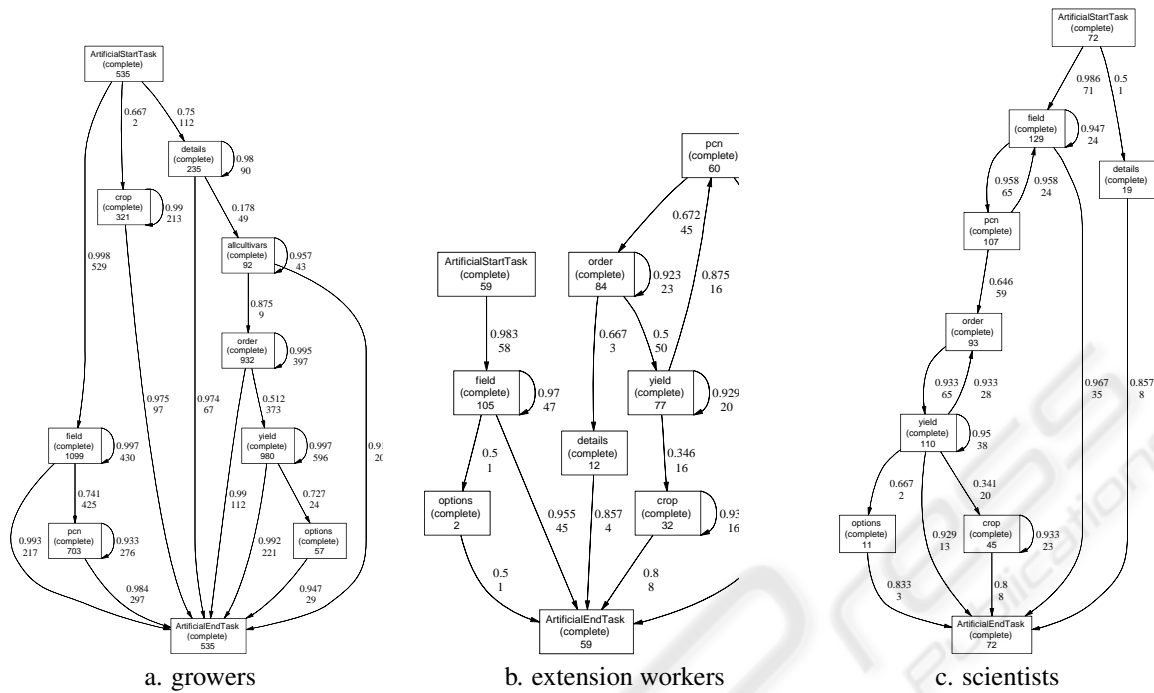 ArtificialStartTask
(complete)
535
0.667
2
0.75
112
details
(complete)
235
0.98
90
crop
(complete)
321
0.99
213
0.178
49
0.998
529
allcultivars
(complete)
92
0.957
43
0.875
9
order
(complete)
932
0.995
397
0.975
97
0.974
67
0.512
373
field
(complete)
1099
0.997
430
yield
(complete)
980
0.997
596
20
0.741
425
0.99
112
0.727
24
pcn
(complete)
703
0.933
276
0.993
217
0.992
221
options
(complete)
57
0.984
297
0.947
29
ArtificialEndTask
(complete)
535
a. growers
pcn
(complete)
60
0.672
45
ArtificialStartTask
(complete)
59
order
(complete)
84
0.923
23
0.875
16
0.983
58
0.667
3
0.5
50
field
(complete)
105
0.97
47
yield
(complete)
77
0.929
20
details
(complete)
12
0.5
1
0.346
16
options
(complete)
2
0.955
45
crop
(complete)
32
16
0.857
4
0.5
1
0.8
8
ArtificialEndTask
(complete)
59
b. extension workers
ArtificialStartTask
(complete)
72
0.986
71
0.5
1
field
(complete)
129
0.947
24
0.958
65
0.958
24
details
(complete)
19
pcn
(complete)
107
0.646
59
order
(complete)
93
0.933
65
0.933
28
0.967
35
0.857
8
yield
(complete)
110
0.95
38
0.667
2
0.341
20
options
(complete)
11
0.929
13
crop
(complete)
45
0.933
23
0.833
3
0.8
8
ArtificialEndTask
(complete)
72
c. scientists